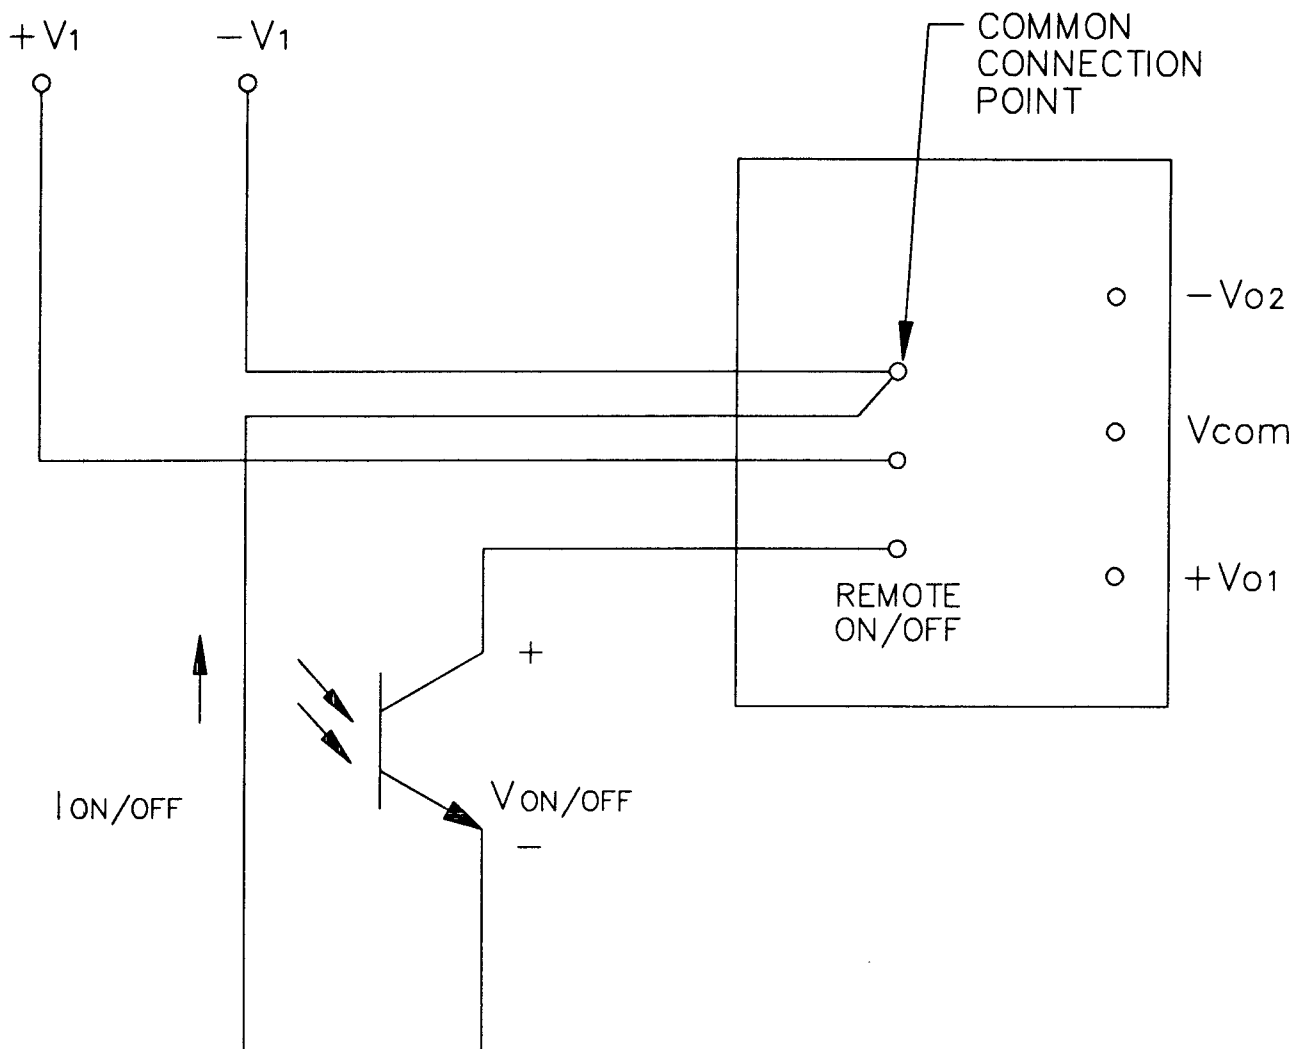 +V1
-V1
COMMON
CONNECTION
POINT
-VO2
Vcom
+VO1
REMOTE
ON/OFF
+
ION/OFF
VON/OFF
-